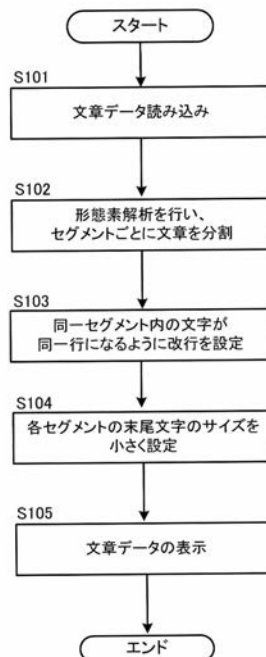 スタート
S101
文章データ読み込み
S102
形態素解析を行い、
セグメントごとに文章を分割
S103
同一セグメント内の文字が
同一行になるように改行を設定
S104
各セグメントの末尾文字のサイズを
小さく設定
S105
文章データの表示
エンド